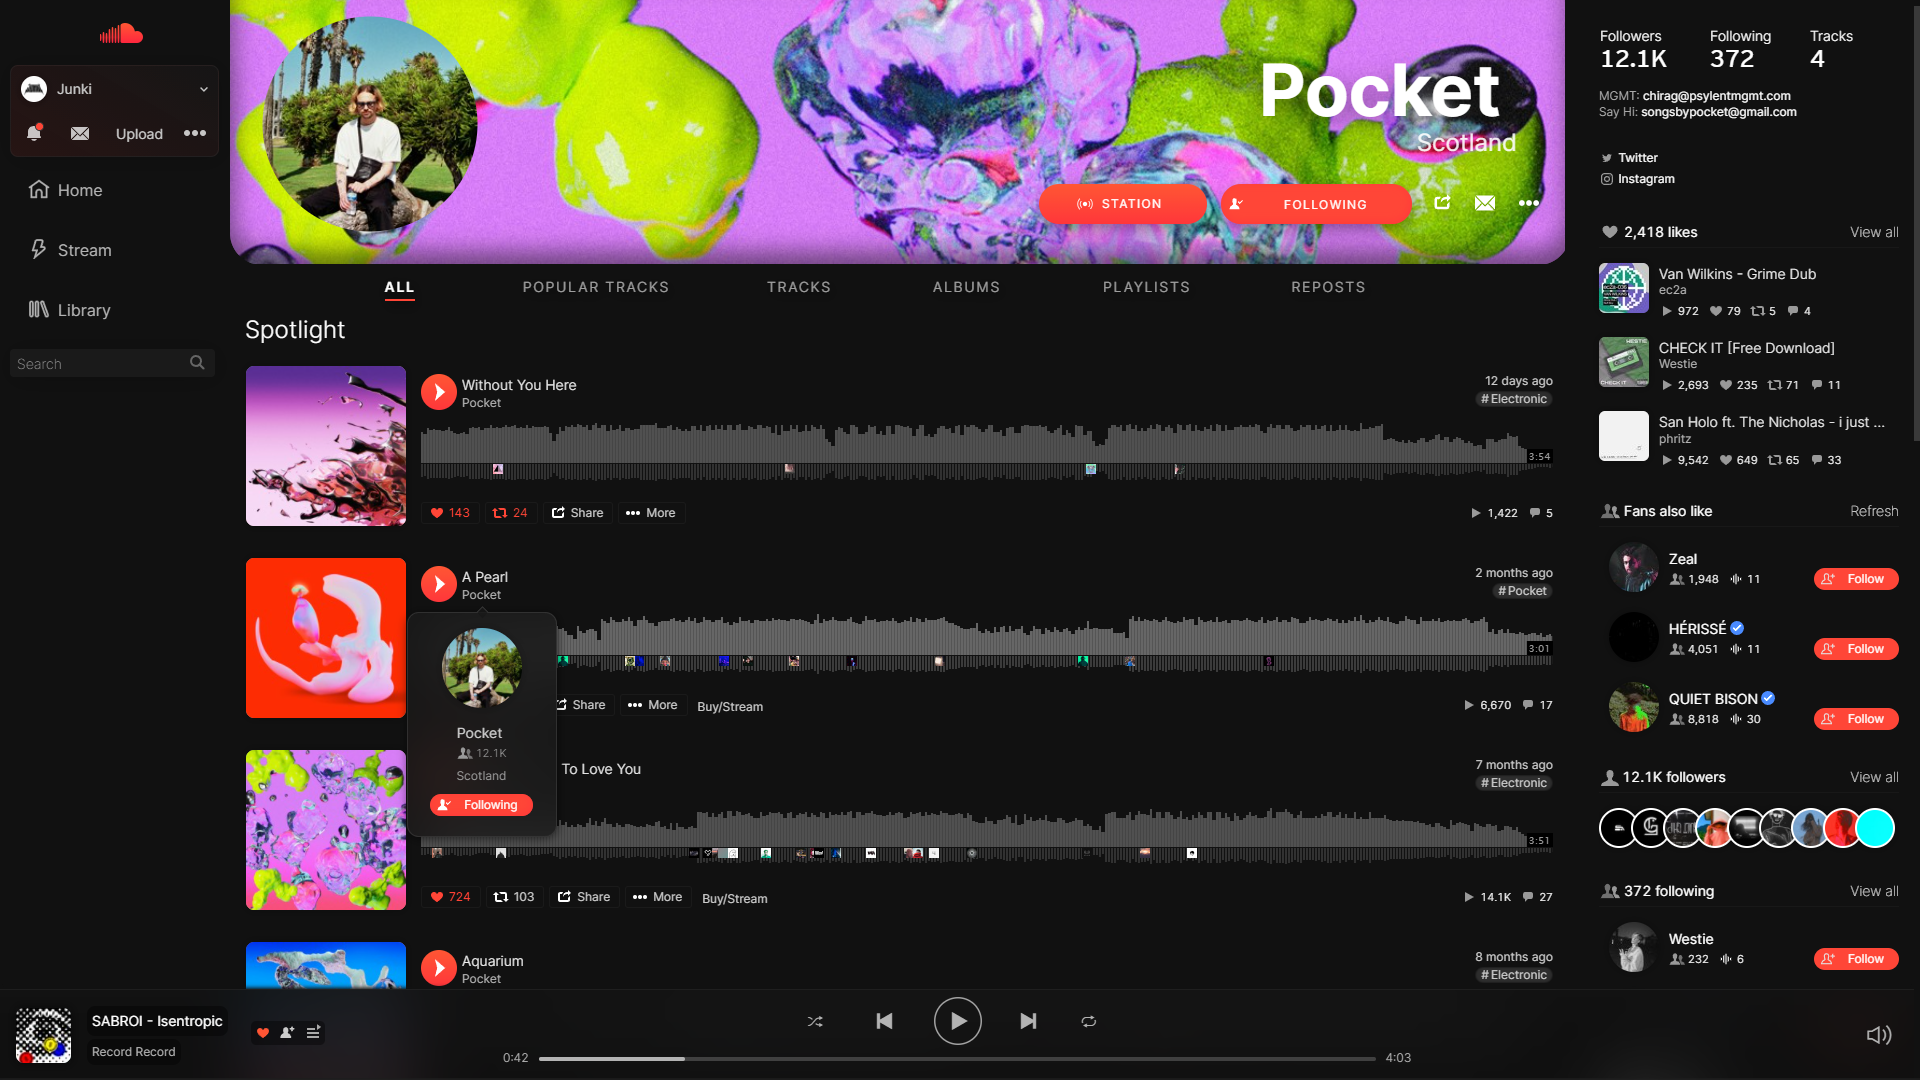 Junki
Upload
Home
Stream
Library
Search
Pocket
Scotland
STATION
FOLLOWING
ALL
POPULAR TRACKS
TRACKS
ALBUMS
PLAYLISTS
REPOSTS
Spotlight
Without You Here
Pocket
12 days ago
#Electronic
3:54
143
24
Share
More
1,422
5
A Pearl
Pocket
2 months ago
#Pocket
3:01
Share
More
Buy/Stream
6,670
17
Pocket
12.1K
Scotland
Following
To Love You
7 months ago
#Electronic
3:51
724
103
Share
More
Buy/Stream
14.1K
27
Aquarium
Pocket
8 months ago
#Electronic
Followers
12.1K
Following
372
Tracks
4
MGMT: chirag@psylentmgmt.com
Say Hi: songsbypocket@gmail.com
Twitter
Instagram
2,418 likes
View all
Van Wilkins - Grime Dub
ec2a
972
79
5
4
CHECK IT [Free Download]
Westie
2,693
235
71
11
San Holo ft. The Nicholas - i just ...
phritz
9,542
649
65
33
Fans also like
Refresh
Zeal
1,948
11
Follow
HÉRISSÉ
4,051
11
Follow
QUIET BISON
8,818
30
Follow
12.1K followers
View all
372 following
View all
Westie
232
6
Follow
SABROI - Isentropic
Record Record
0:42
4:03